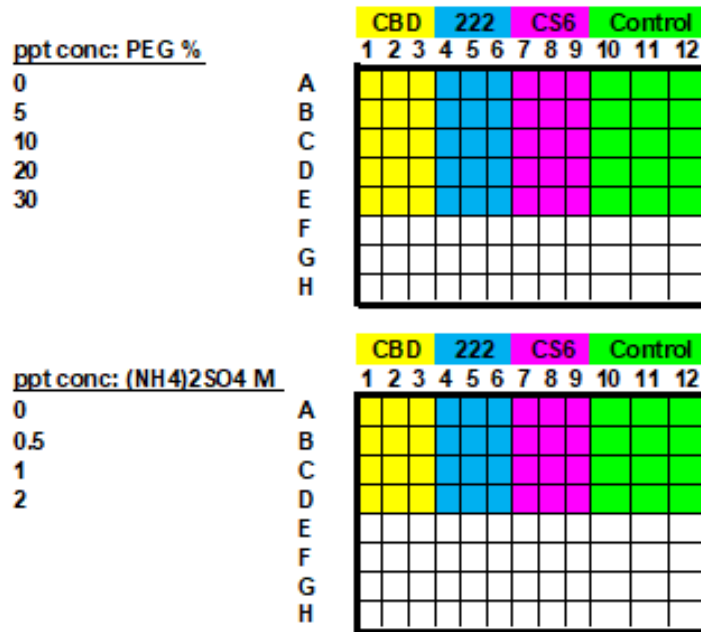 CBD 222 CS6 Control
ppt conc: PEG % 1 2 3 4 5 6 7 8 9 10 11 12
0 A
5 B
10 C
20 D
30 E
F
G
H
CBD 222 CS6 Control
ppt conc: (NH4)2SO4 M 1 2 3 4 5 6 7 8 9 10 11 12
0 A
0.5 B
1 C
2 D
E
F
G
H